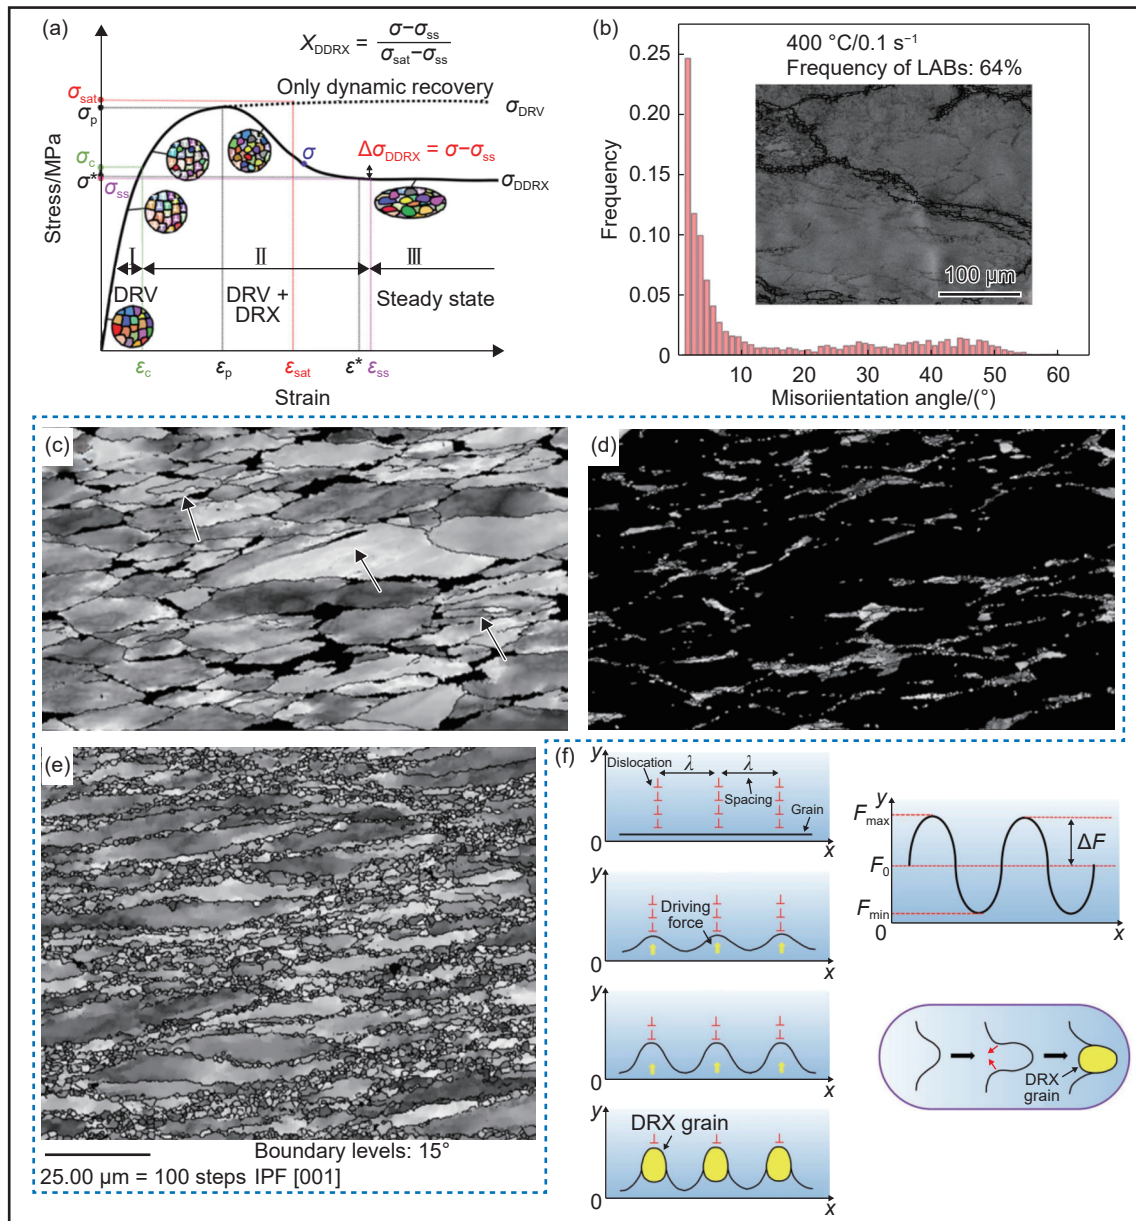 (a)
X_DDRX = (σ−σ_ss)/(σ_sat−σ_ss)
Only dynamic recovery
σ_sat
σ_p
σ_DRV
σ_c
σ
Δσ_DDRX = σ−σ_ss
σ*
σ_ss
σ_DDRX
Stress/MPa
Ⅰ
Ⅱ
Ⅲ
DRV
DRV +
DRX
Steady state
ε_c
ε_p
ε_sat
ε*
ε_ss
Strain
(b)
400 °C/0.1 s⁻¹
Frequency of LABs: 64%
0.25
0.20
0.15
0.10
0.05
0
Frequency
100 μm
10
20
30
40
50
60
Misoriientation angle/(°)
(c)
(d)
(e)
Boundary levels: 15°
25.00 μm = 100 steps IPF [001]
(f)
y
Dislocation
λ
λ
Spacing
Grain
0
x
y
Driving
force
0
x
y
0
x
y
DRX grain
0
x
y
F_max
ΔF
F_0
F_min
0
x
DRX
grain